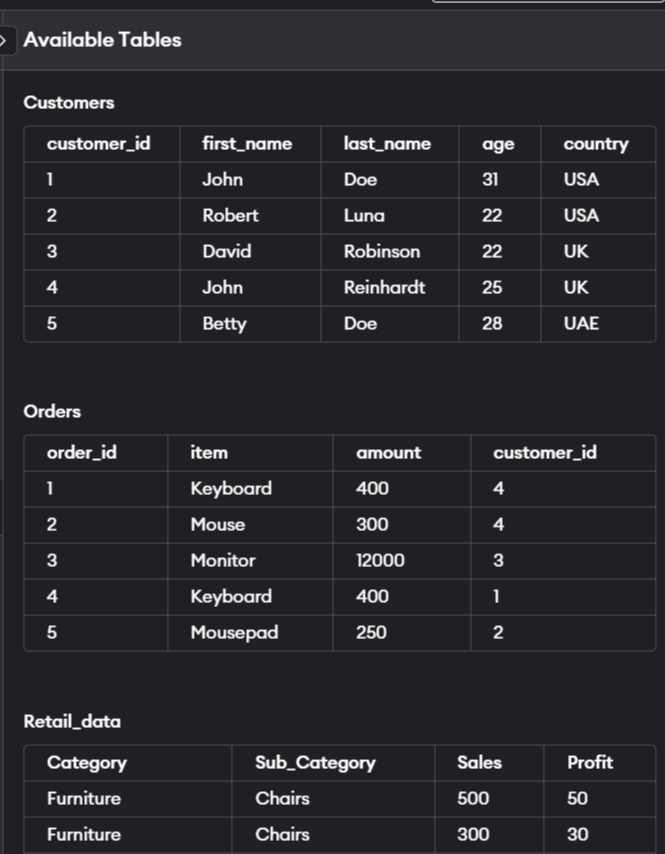 Available Tables
Customers
customer_id first_name last_name age country
1 John Doe 31 USA
2 Robert Luna 22 USA
3 David Robinson 22 UK
4 John Reinhardt 25 UK
5 Betty Doe 28 UAE
Orders
order_id item amount customer_id
1 Keyboard 400 4
2 Mouse 300 4
3 Monitor 12000 3
4 Keyboard 400 1
5 Mousepad 250 2
Retail_data
Category Sub_Category Sales Profit
Furniture Chairs 500 50
Furniture Chairs 300 30